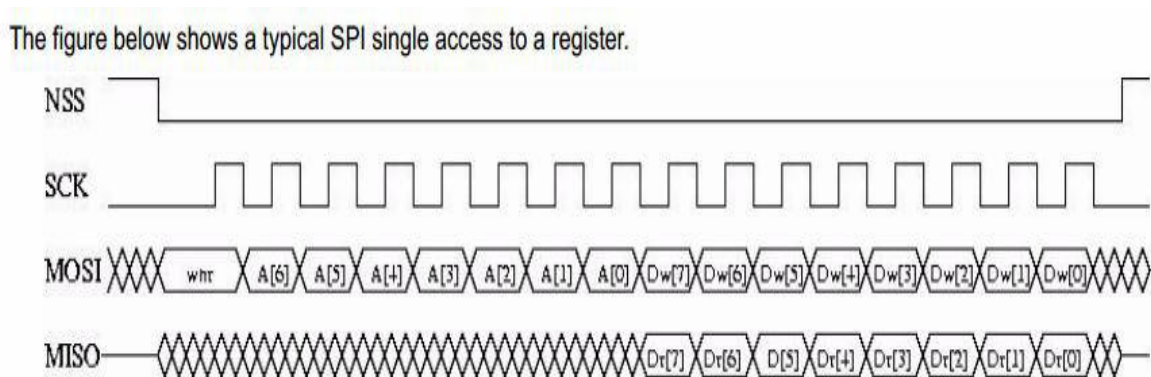 The figure below shows a typical SPI single access to a register.
NSS
SCK
MOSI wnr A[6] A[5] A[4] A[3] A[2] A[1] A[0] Dw[7] Dw[6] Dw[5] Dw[4] Dw[3] Dw[2] Dw[1] Dw[0]
MISO Dr[7] Dr[6] D[5] Dr[4] Dr[3] Dr[2] Dr[1] Dr[0]